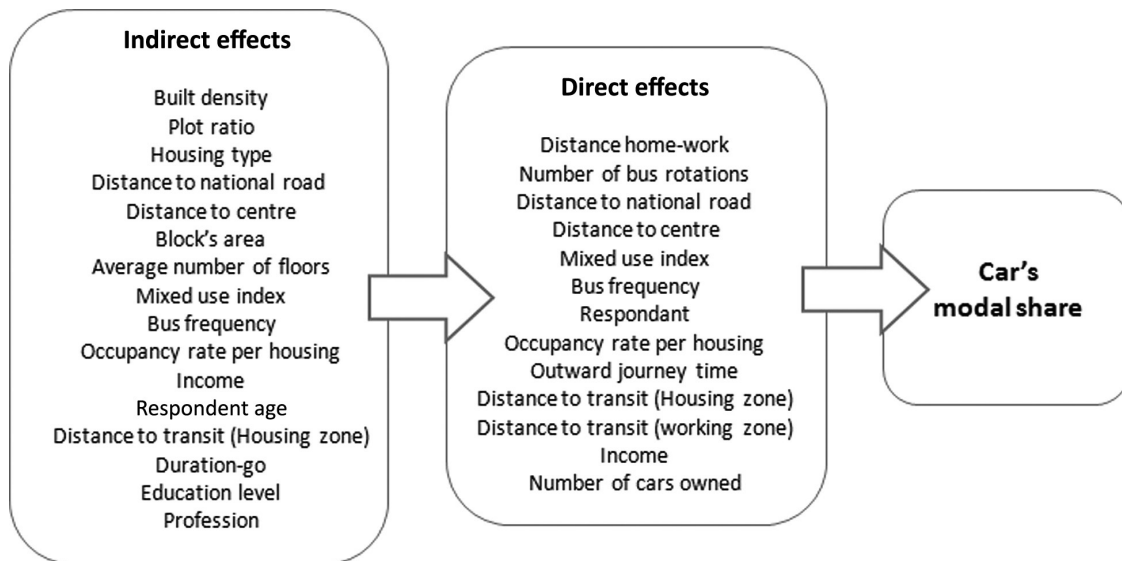 Indirect effects
Built density
Plot ratio
Housing type
Distance to national road
Distance to centre
Block's area
Average number of floors
Mixed use index
Bus frequency
Occupancy rate per housing
Income
Respondent age
Distance to transit (Housing zone)
Duration-go
Education level
Profession
Direct effects
Distance home-work
Number of bus rotations
Distance to national road
Distance to centre
Mixed use index
Bus frequency
Respondant
Occupancy rate per housing
Outward journey time
Distance to transit (Housing zone)
Distance to transit (working zone)
Income
Number of cars owned
Car's
modal share